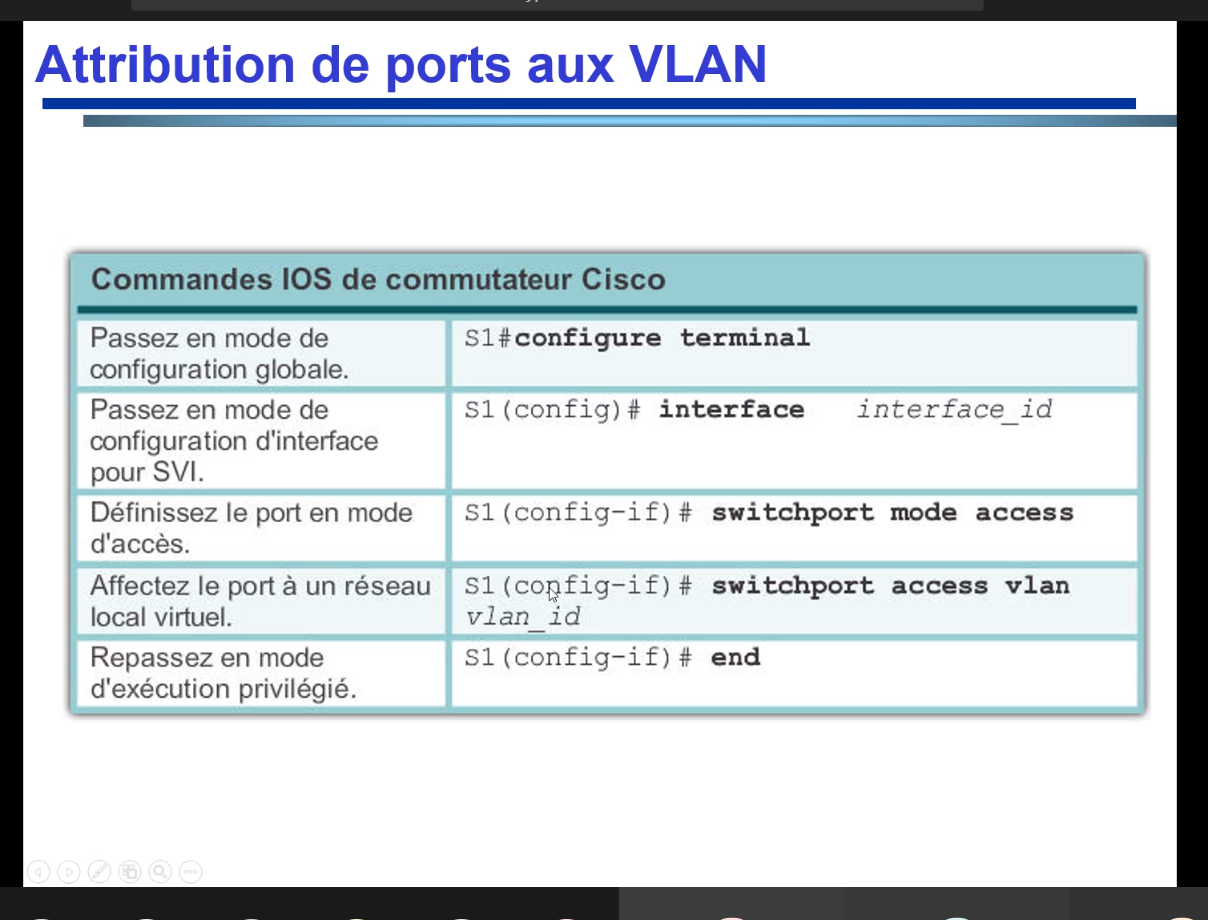 Attribution de ports aux VLAN
Commandes IOS de commutateur Cisco
Passez en mode de
configuration globale.
S1#configure terminal
Passez en mode de
configuration d'interface
pour SVI.
S1(config)# interface interface_id
Définissez le port en mode
d'accès.
S1(config-if)# switchport mode access
Affectez le port à un réseau
local virtuel.
S1(config-if)# switchport access vlan
vlan_id
Repassez en mode
d'exécution privilégié.
S1(config-if)# end